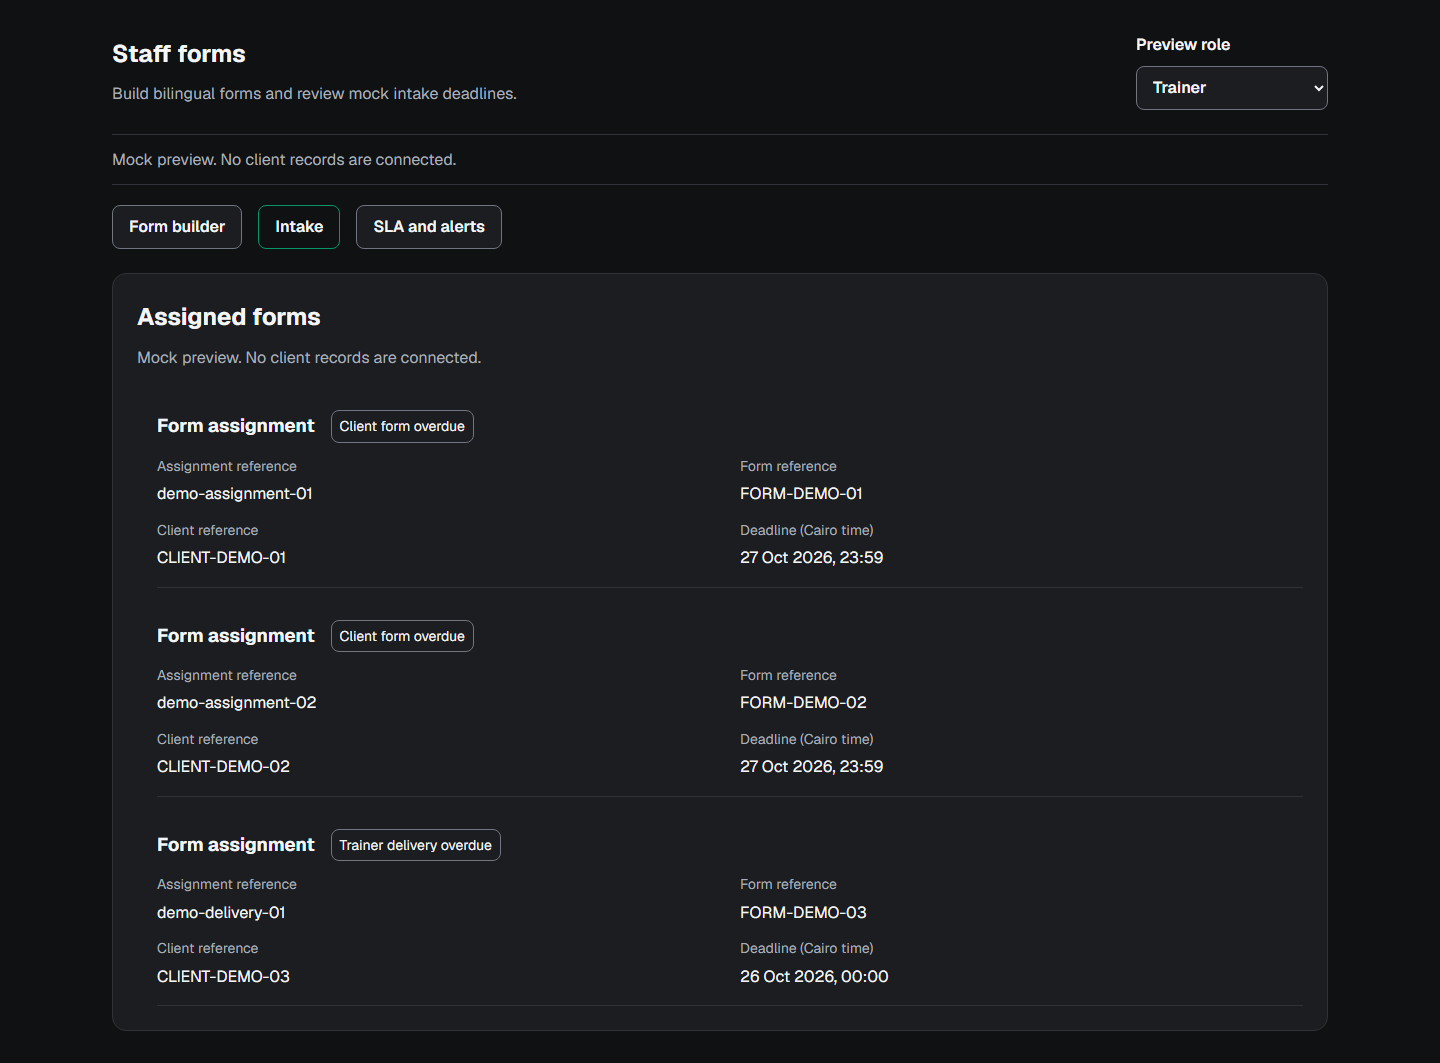 Staff forms
Build bilingual forms and review mock intake deadlines.
Preview role
Trainer
Mock preview. No client records are connected.
Form builder
Intake
SLA and alerts
Assigned forms
Mock preview. No client records are connected.
Form assignment
Client form overdue
Assignment reference
demo-assignment-01
Form reference
FORM-DEMO-01
Client reference
CLIENT-DEMO-01
Deadline (Cairo time)
27 Oct 2026, 23:59
Form assignment
Client form overdue
Assignment reference
demo-assignment-02
Form reference
FORM-DEMO-02
Client reference
CLIENT-DEMO-02
Deadline (Cairo time)
27 Oct 2026, 23:59
Form assignment
Trainer delivery overdue
Assignment reference
demo-delivery-01
Form reference
FORM-DEMO-03
Client reference
CLIENT-DEMO-03
Deadline (Cairo time)
26 Oct 2026, 00:00